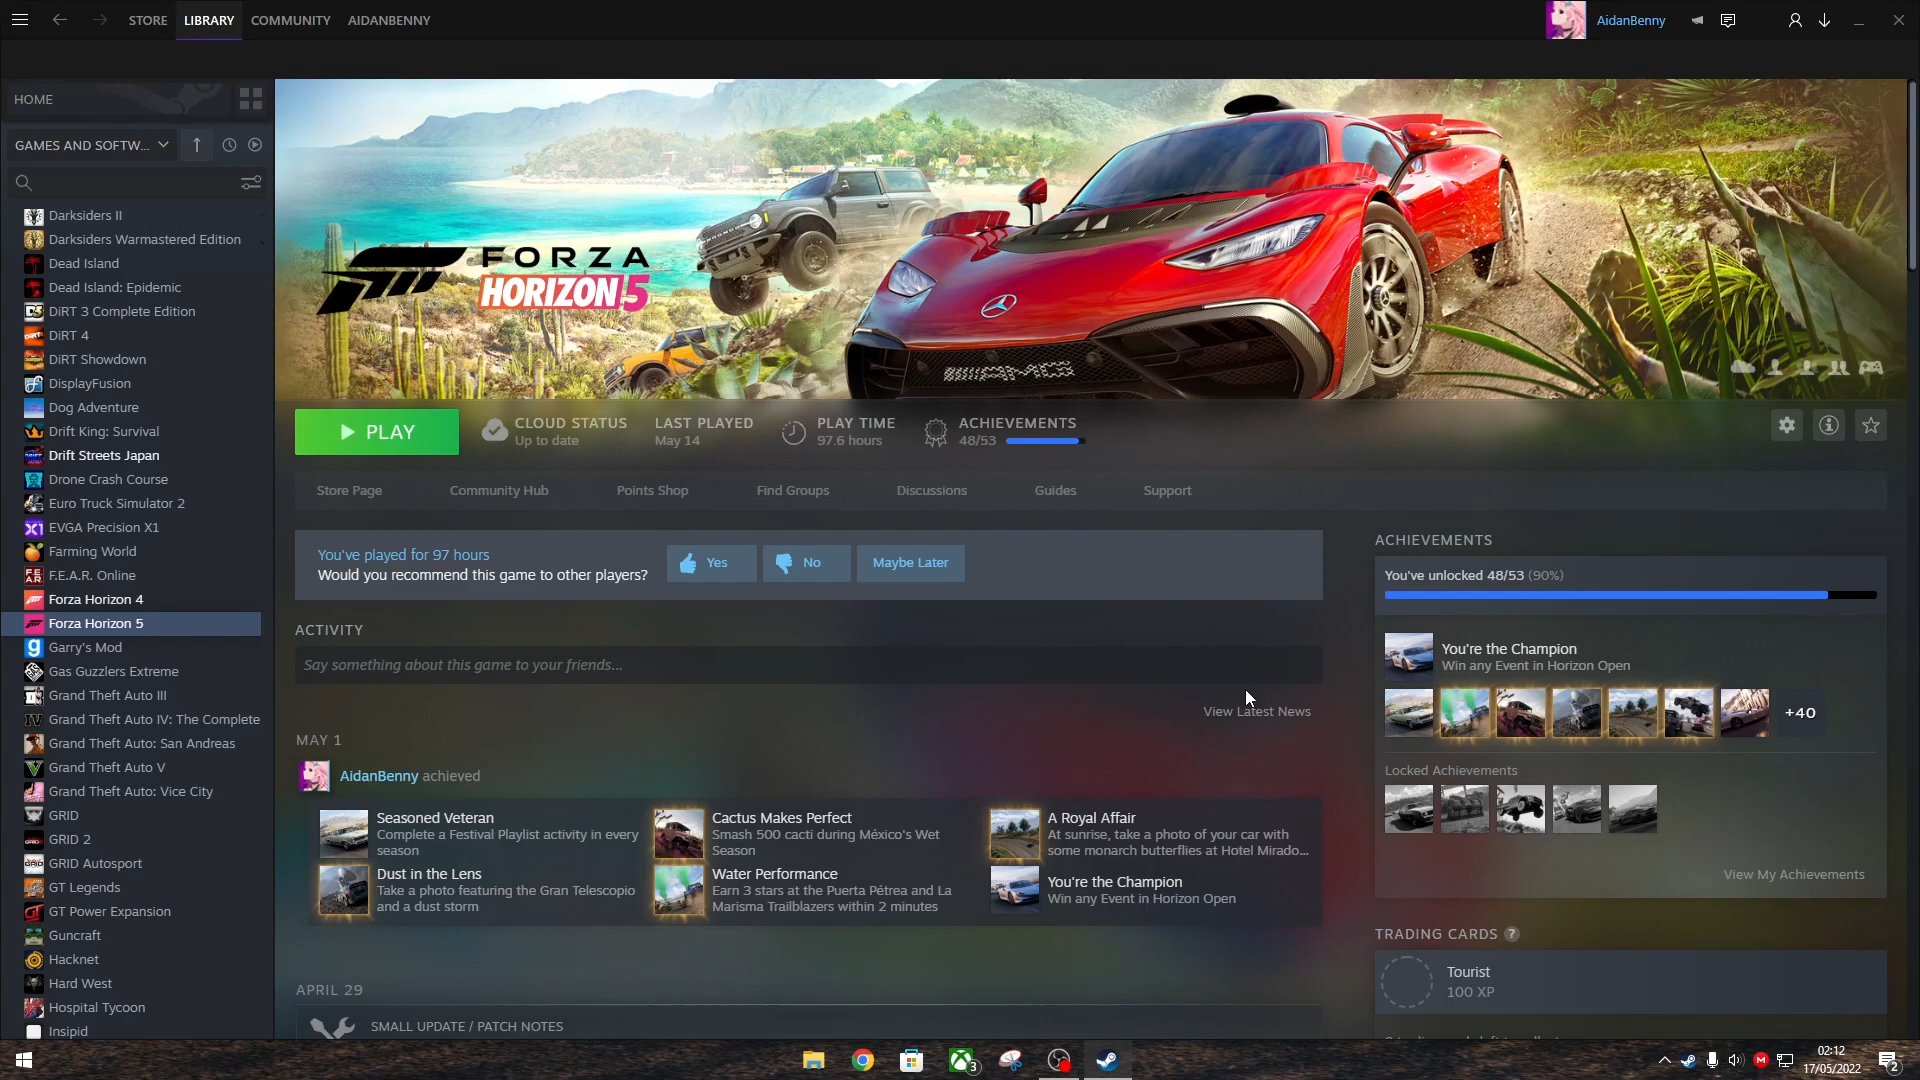 STORE
LIBRARY
COMMUNITY
AIDANBENNY
AidanBenny
HOME
GAMES AND SOFTW...
Darksiders II
Darksiders Warmastered Edition
Dead Island
Dead Island: Epidemic
DiRT 3 Complete Edition
DiRT 4
DiRT Showdown
DisplayFusion
Dog Adventure
Drift King: Survival
Drift Streets Japan
Drone Crash Course
Euro Truck Simulator 2
EVGA Precision X1
Farming World
F.E.A.R. Online
Forza Horizon 4
Forza Horizon 5
Garry's Mod
Gas Guzzlers Extreme
Grand Theft Auto III
Grand Theft Auto IV: The Complete
Grand Theft Auto: San Andreas
Grand Theft Auto V
Grand Theft Auto: Vice City
GRID
GRID 2
GRID Autosport
GT Legends
GT Power Expansion
Guncraft
Hacknet
Hard West
Hospital Tycoon
Insipid
FORZA
HORIZON 5
AMG
PLAY
CLOUD STATUS
Up to date
LAST PLAYED
May 14
PLAY TIME
97.6 hours
ACHIEVEMENTS
48/53
Store Page
Community Hub
Points Shop
Find Groups
Discussions
Guides
Support
You've played for 97 hours
Would you recommend this game to other players?
Yes
No
Maybe Later
ACTIVITY
Say something about this game to your friends...
View Latest News
MAY 1
AidanBenny achieved
Seasoned Veteran
Complete a Festival Playlist activity in every
season
Cactus Makes Perfect
Smash 500 cacti during México's Wet
Season
A Royal Affair
At sunrise, take a photo of your car with
some monarch butterflies at Hotel Mirado...
Dust in the Lens
Take a photo featuring the Gran Telescopio
and a dust storm
Water Performance
Earn 3 stars at the Puerta Pétrea and La
Marisma Trailblazers within 2 minutes
You're the Champion
Win any Event in Horizon Open
APRIL 29
SMALL UPDATE / PATCH NOTES
ACHIEVEMENTS
You've unlocked 48/53 (90%)
You're the Champion
Win any Event in Horizon Open
+40
Locked Achievements
View My Achievements
TRADING CARDS ?
Tourist
100 XP
3
02:12
17/05/2022
2